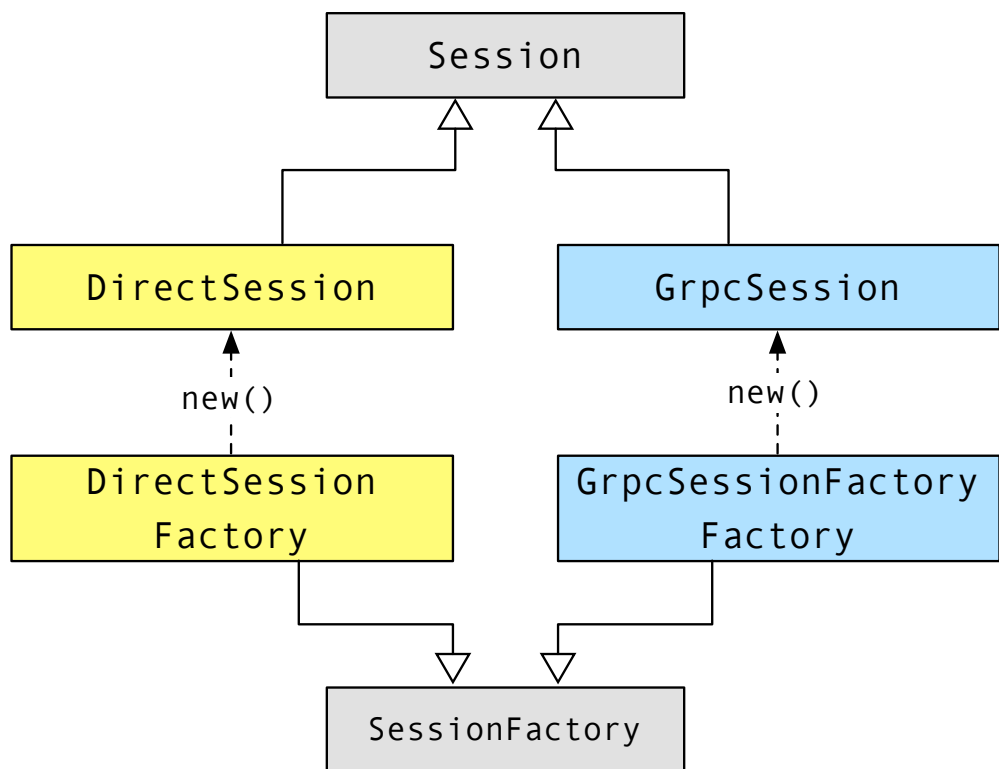 Session
DirectSession
GrpcSession
new()
new()
DirectSession
Factory
GrpcSessionFactory
Factory
SessionFactory